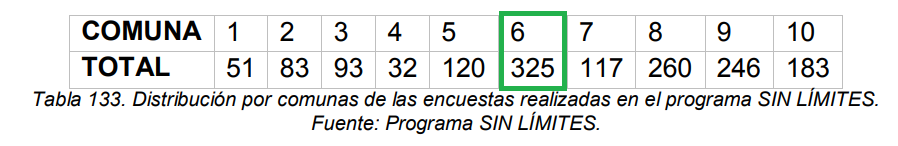 COMUNA 1 2 3 4 5 6 7 8 9 10
TOTAL 51 83 93 32 120 325 117 260 246 183
Tabla 133. Distribución por comunas de las encuestas realizadas en el programa SIN LÍMITES.
Fuente: Programa SIN LÍMITES.